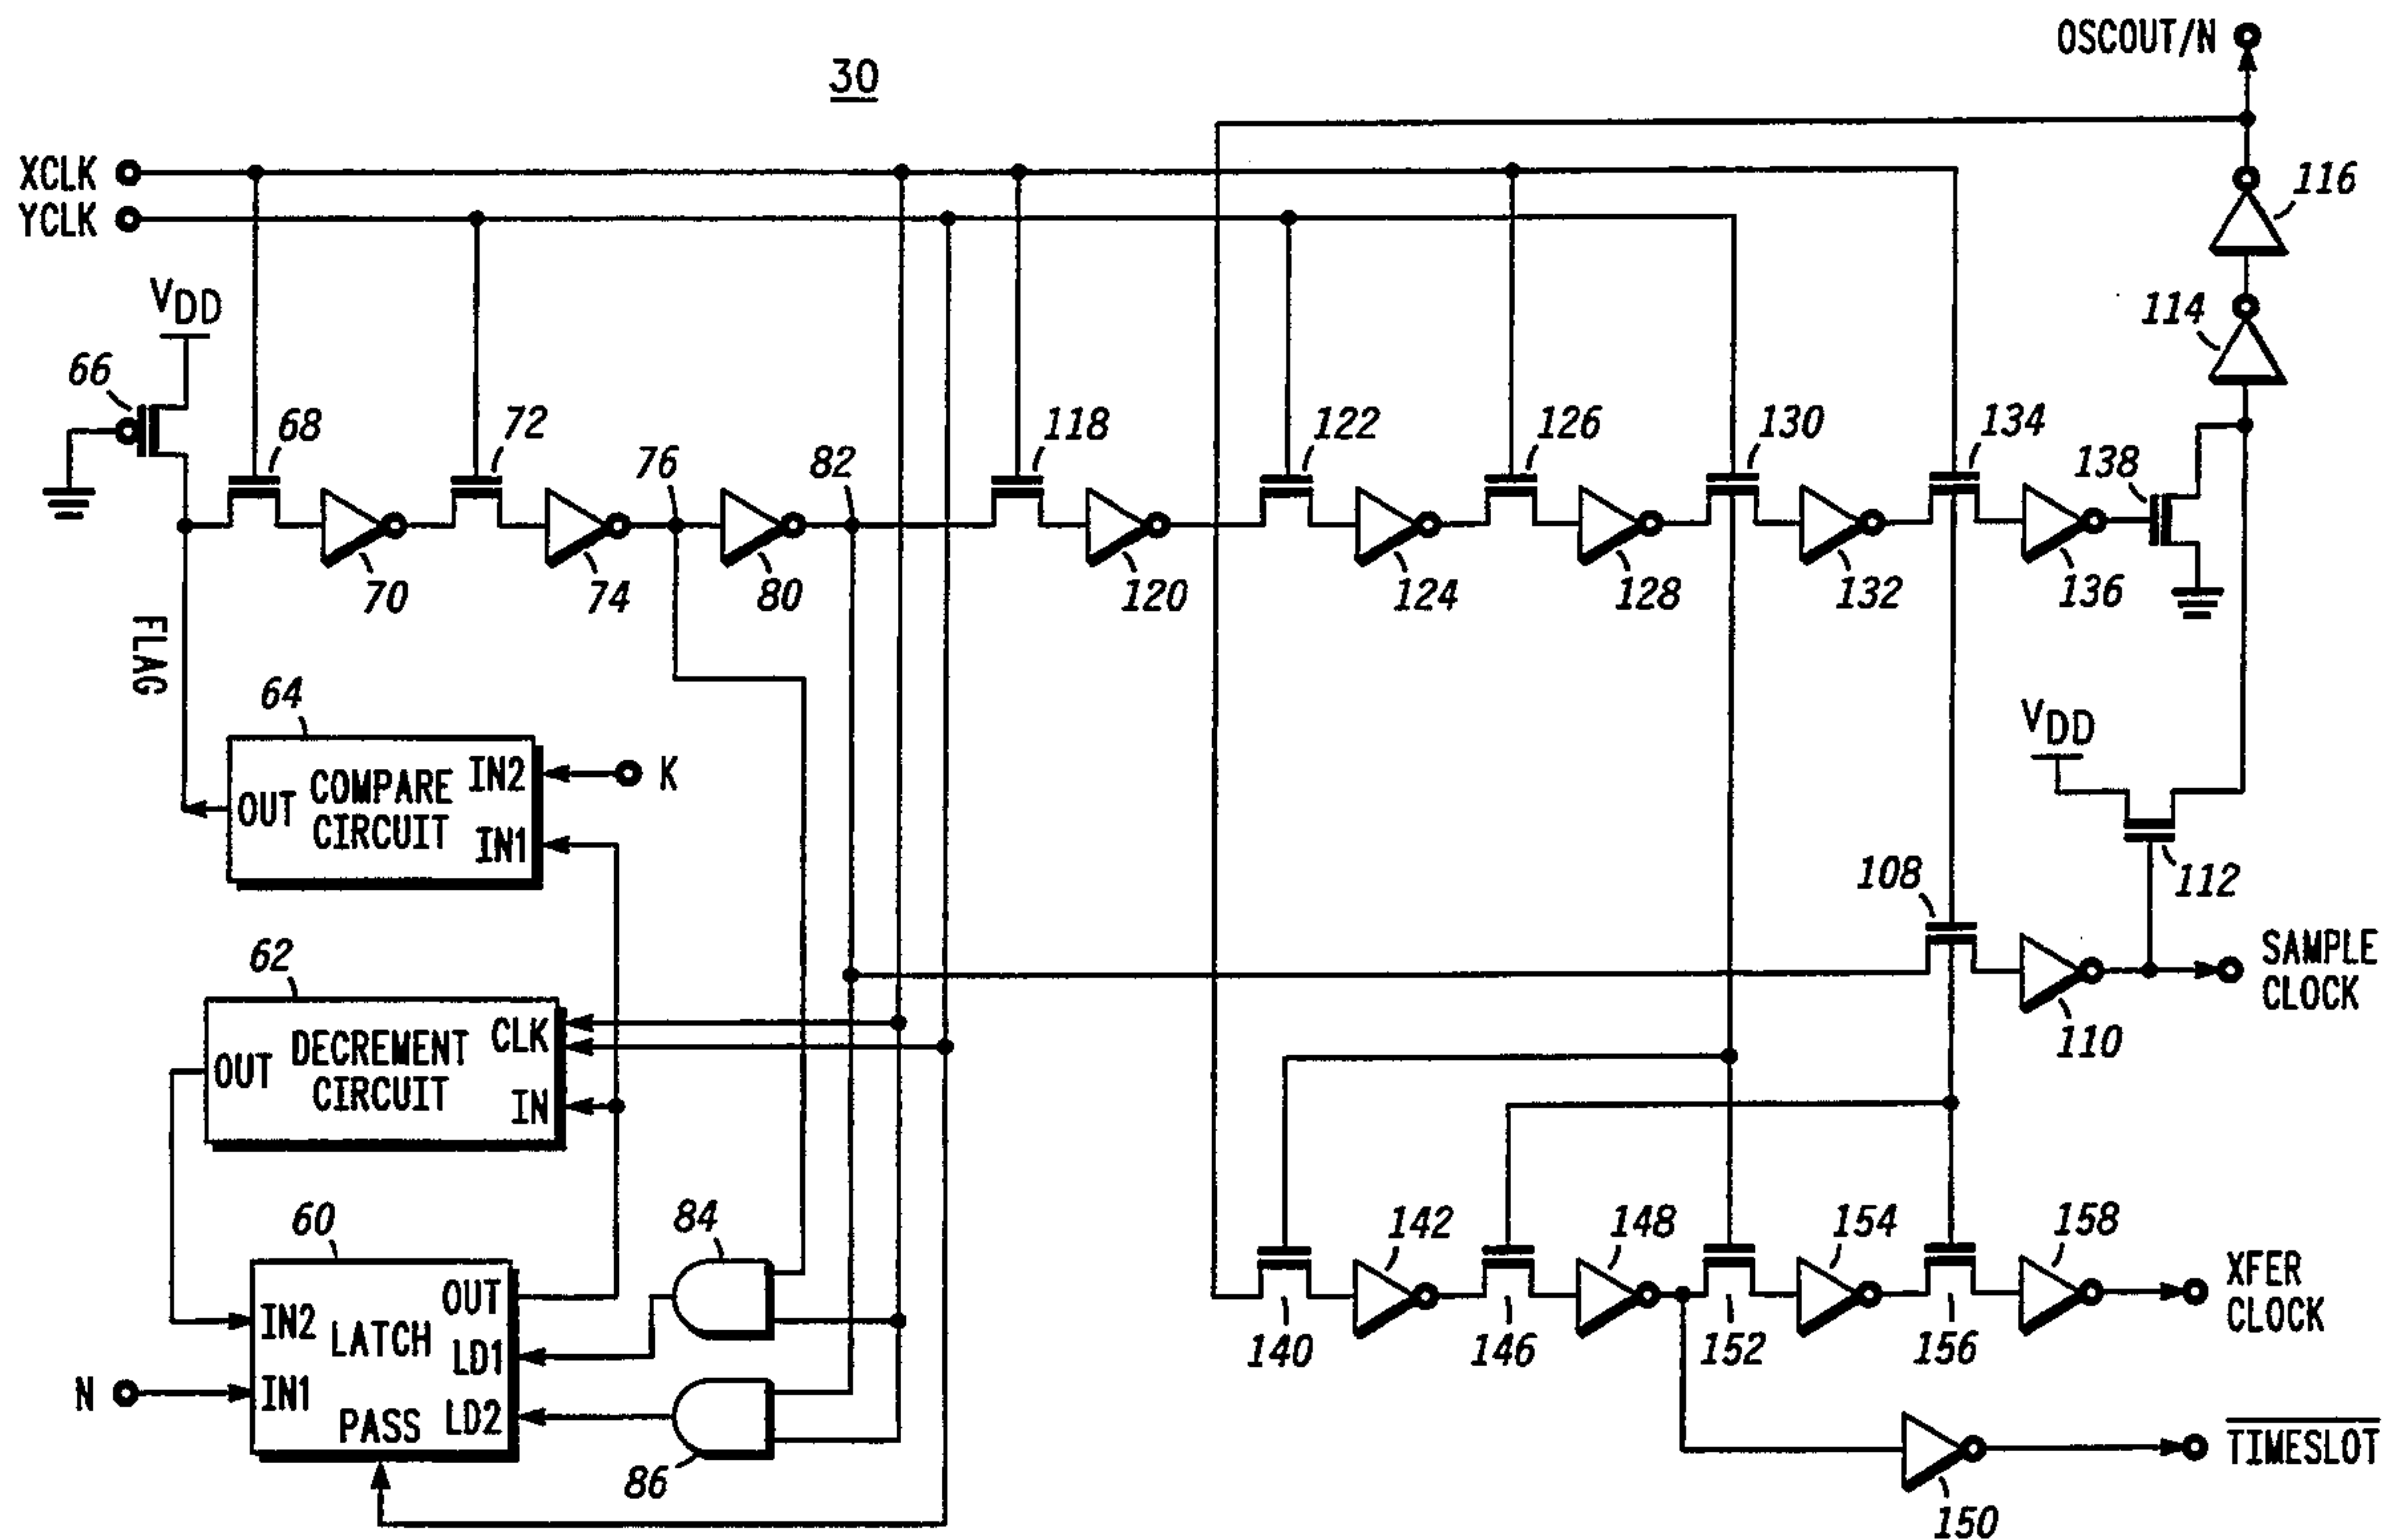 30
OSCOUT/N
XCLK
YCLK
116
VDD
114
66
68
72
76
82
118
122
126
130
134
138
70
74
80
120
124
128
132
136
FLAG
64
COMPARE
CIRCUIT
OUT
IN2
IN1
K
VDD
112
108
SAMPLE
CLOCK
110
62
DECREMENT
CIRCUIT
OUT
CLK
IN
60
84
LATCH
PASS
OUT
IN2
IN1
LD1
LD2
N
86
142
148
154
158
140
146
152
156
XFER
CLOCK
TIMESLOT
150